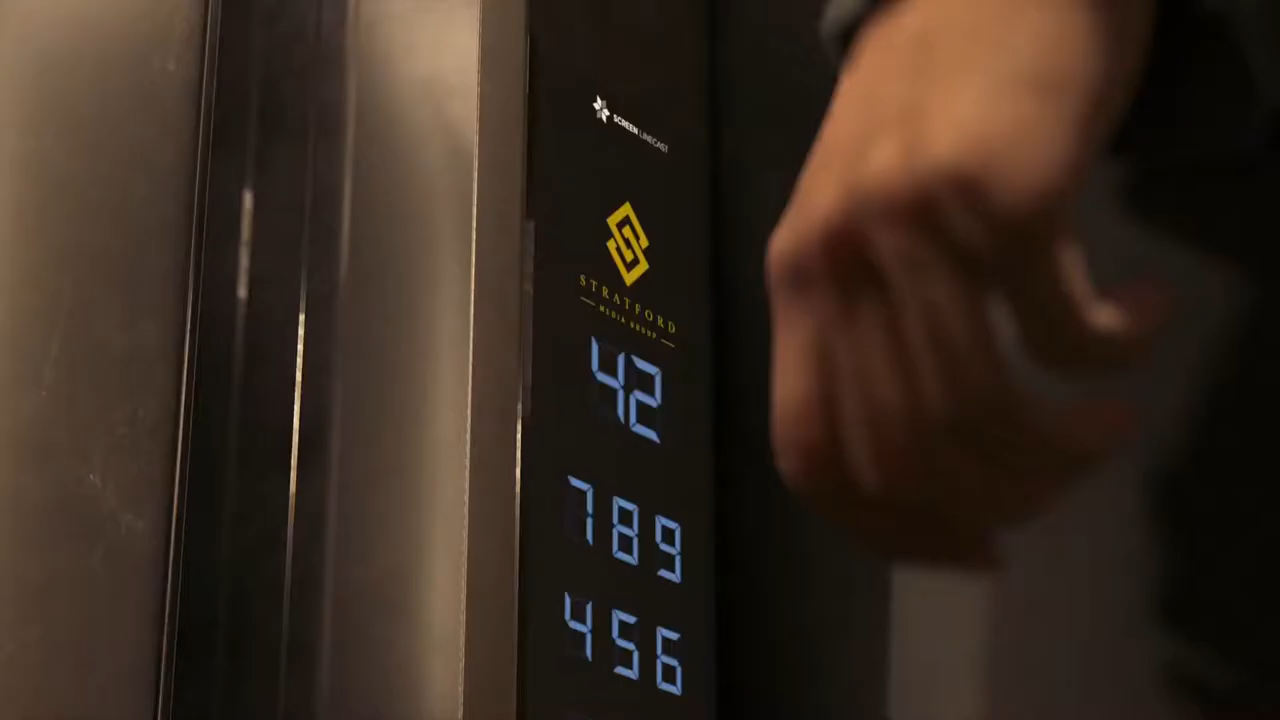 SCREEN LINECAST
STRATFORD
MEDIA GROUP
42
789
456